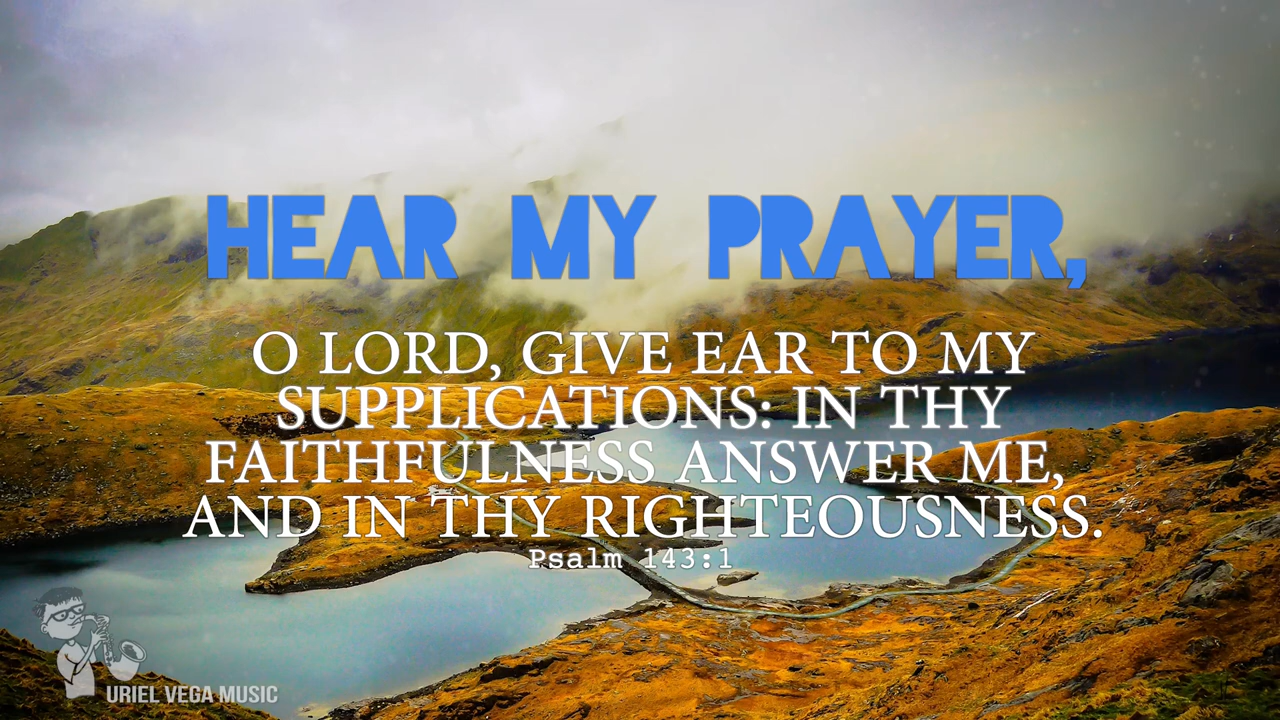 HEAR MY PRAYER,
O LORD, GIVE EAR TO MY
SUPPLICATIONS: IN THY
FAITHFULNESS ANSWER ME,
AND IN THY RIGHTEOUSNESS.
Psalm 143:1
URIEL VEGA MUSIC